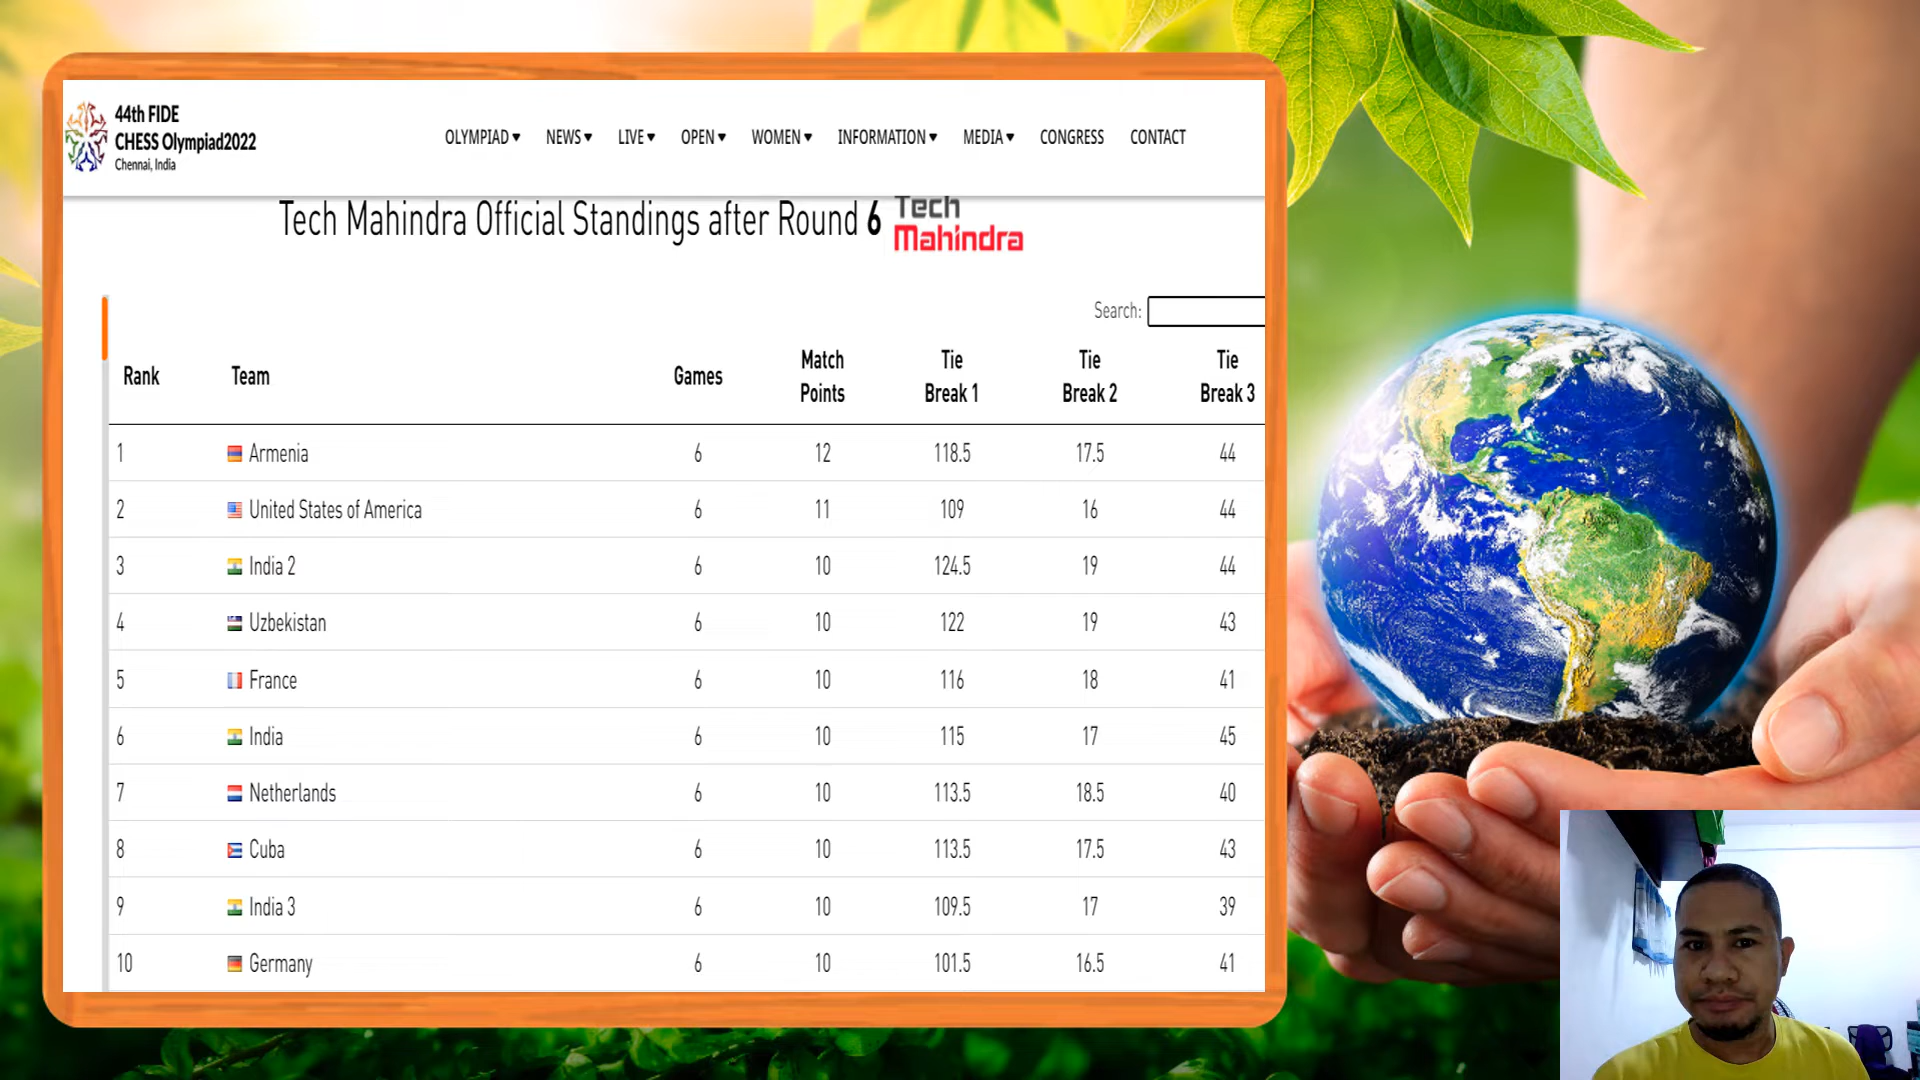 44th FIDE
CHESS Olympiad2022
Chennai, India
OLYMPIAD▾ NEWS▾ LIVE▾ OPEN▾ WOMEN▾ INFORMATION▾ MEDIA▾ CONGRESS CONTACT
Tech Mahindra Official Standings after Round 6
Tech
Mahindra
Search:
Rank Team Games Match Points Tie Break 1 Tie Break 2 Tie Break 3
1 Armenia 6 12 118.5 17.5 44
2 United States of America 6 11 109 16 44
3 India 2 6 10 124.5 19 44
4 Uzbekistan 6 10 122 19 43
5 France 6 10 116 18 41
6 India 6 10 115 17 45
7 Netherlands 6 10 113.5 18.5 40
8 Cuba 6 10 113.5 17.5 43
9 India 3 6 10 109.5 17 39
10 Germany 6 10 101.5 16.5 41